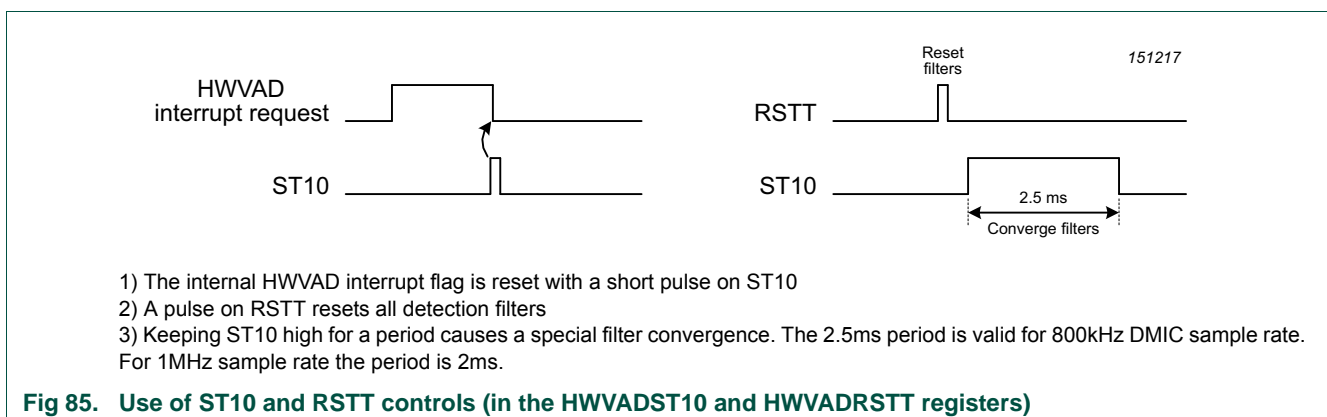 HWVAD
interrupt request
ST10
Reset
filters
151217
RSTT
ST10
2.5 ms
Converge filters
1) The internal HWVAD interrupt flag is reset with a short pulse on ST10
2) A pulse on RSTT resets all detection filters
3) Keeping ST10 high for a period causes a special filter convergence. The 2.5ms period is valid for 800kHz DMIC sample rate.
For 1MHz sample rate the period is 2ms.
Fig 85. Use of ST10 and RSTT controls (in the HWVADST10 and HWVADRSTT registers)